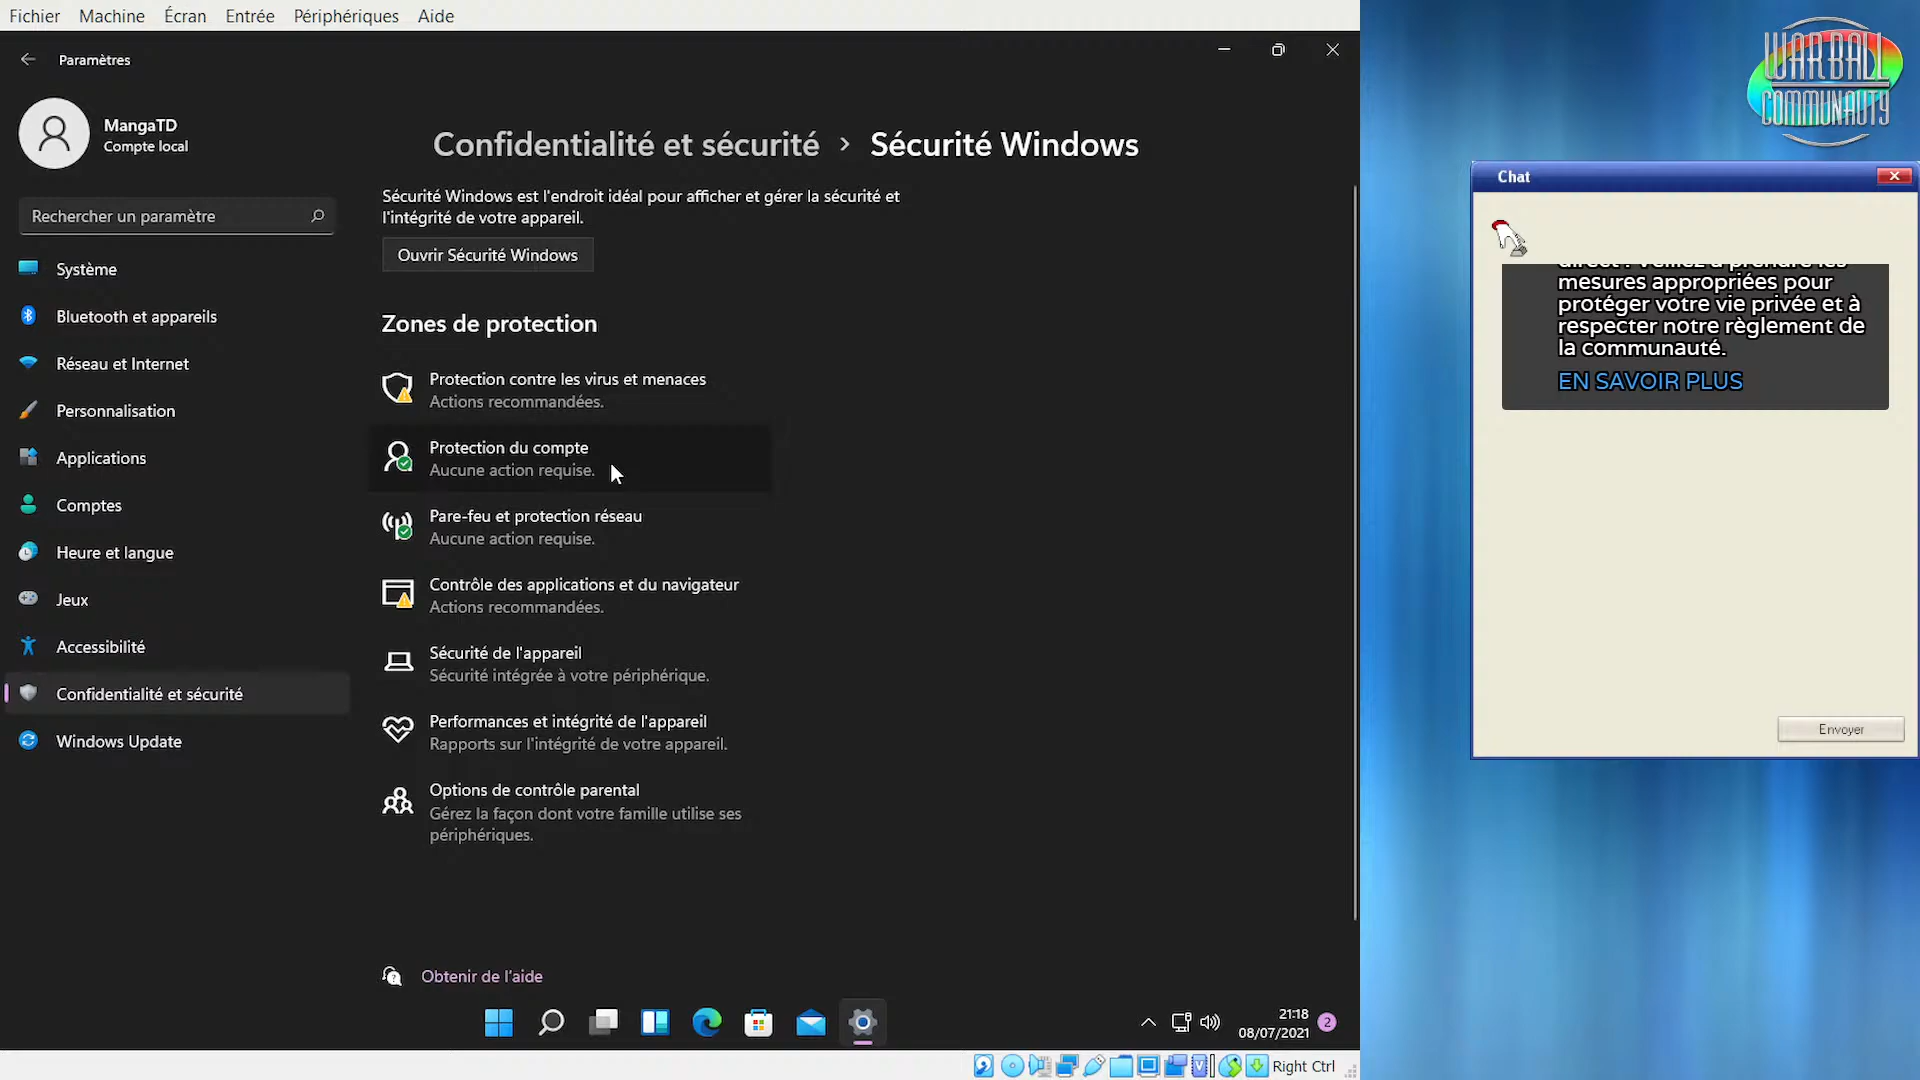 Fichier Machine Écran Entrée Périphériques Aide
Paramètres
MangaTD
Compte local
Rechercher un paramètre
Système
Bluetooth et appareils
Réseau et Internet
Personnalisation
Applications
Comptes
Heure et langue
Jeux
Accessibilité
Confidentialité et sécurité
Windows Update
Confidentialité et sécurité > Sécurité Windows
Sécurité Windows est l'endroit idéal pour afficher et gérer la sécurité et
l'intégrité de votre appareil.
Ouvrir Sécurité Windows
Zones de protection
Protection contre les virus et menaces
Actions recommandées.
Protection du compte
Aucune action requise.
Pare-feu et protection réseau
Aucune action requise.
Contrôle des applications et du navigateur
Actions recommandées.
Sécurité de l'appareil
Sécurité intégrée à votre périphérique.
Performances et intégrité de l'appareil
Rapports sur l'intégrité de votre appareil.
Options de contrôle parental
Gérez la façon dont votre famille utilise ses
périphériques.
Obtenir de l'aide
21:18
08/07/2021
2
Right Ctrl
WAR BALL
COMMUNAUTY
Chat
direct ! Veillez à prendre les
mesures appropriées pour
protéger votre vie privée et à
respecter notre règlement de
la communauté.
EN SAVOIR PLUS
Envoyer